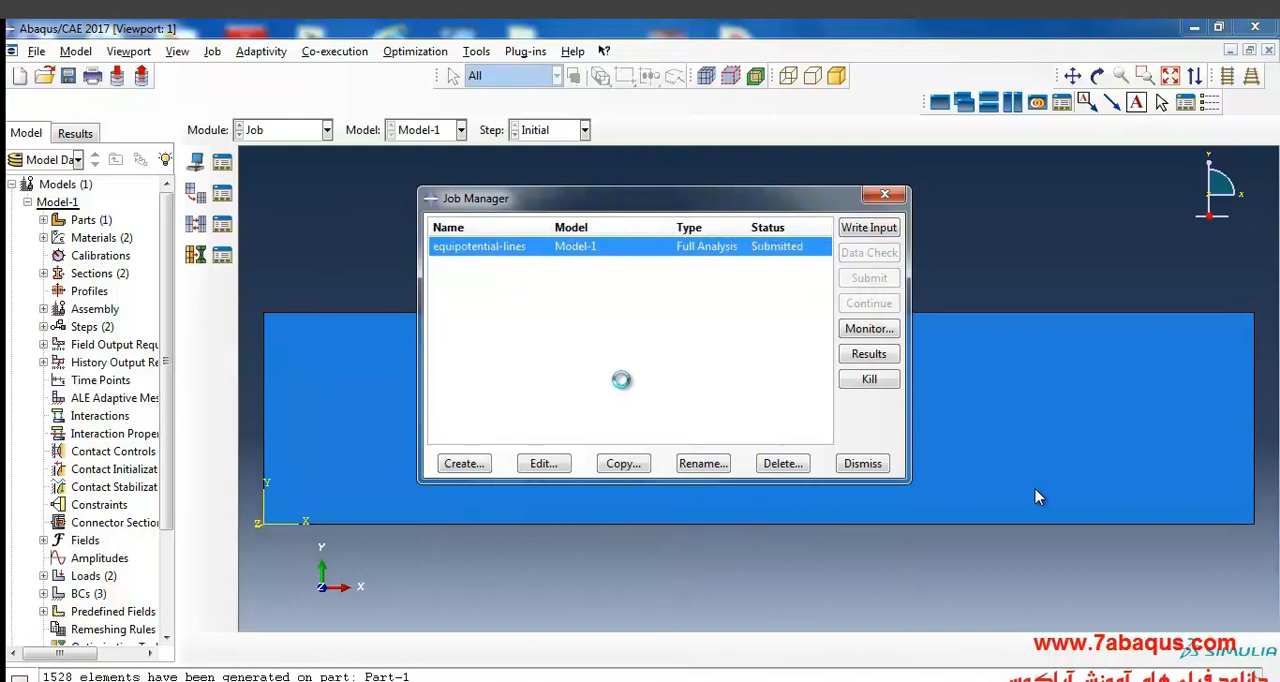 Abaqus/CAE 2017 [Viewport: 1]
File Model Viewport View Job Adaptivity Co-execution Optimization Tools Plug-ins Help
All
A
Model Results
Module: Job Model: Model-1 Step: Initial
Model Da
Models (1)
Model-1
Parts (1)
Materials (2)
Calibrations
Sections (2)
Profiles
Assembly
Steps (2)
Field Output Requ
History Output Re
Time Points
ALE Adaptive Mes
Interactions
Interaction Proper
Contact Controls
Contact Initializat
Contact Stabilizat
Constraints
Connector Section
Fields
Amplitudes
Loads (2)
BCs (3)
Predefined Fields
Remeshing Rules
Job Manager
Name Model Type Status
equipotential-lines Model-1 Full Analysis Submitted
Write Input
Data Check
Submit
Continue
Monitor...
Results
Kill
Create... Edit... Copy... Rename... Delete... Dismiss
Y
X
Y
Z X
Y
Z X
www.7abaqus.com
SIMULIA
1528 elements have been generated on part: Part-1